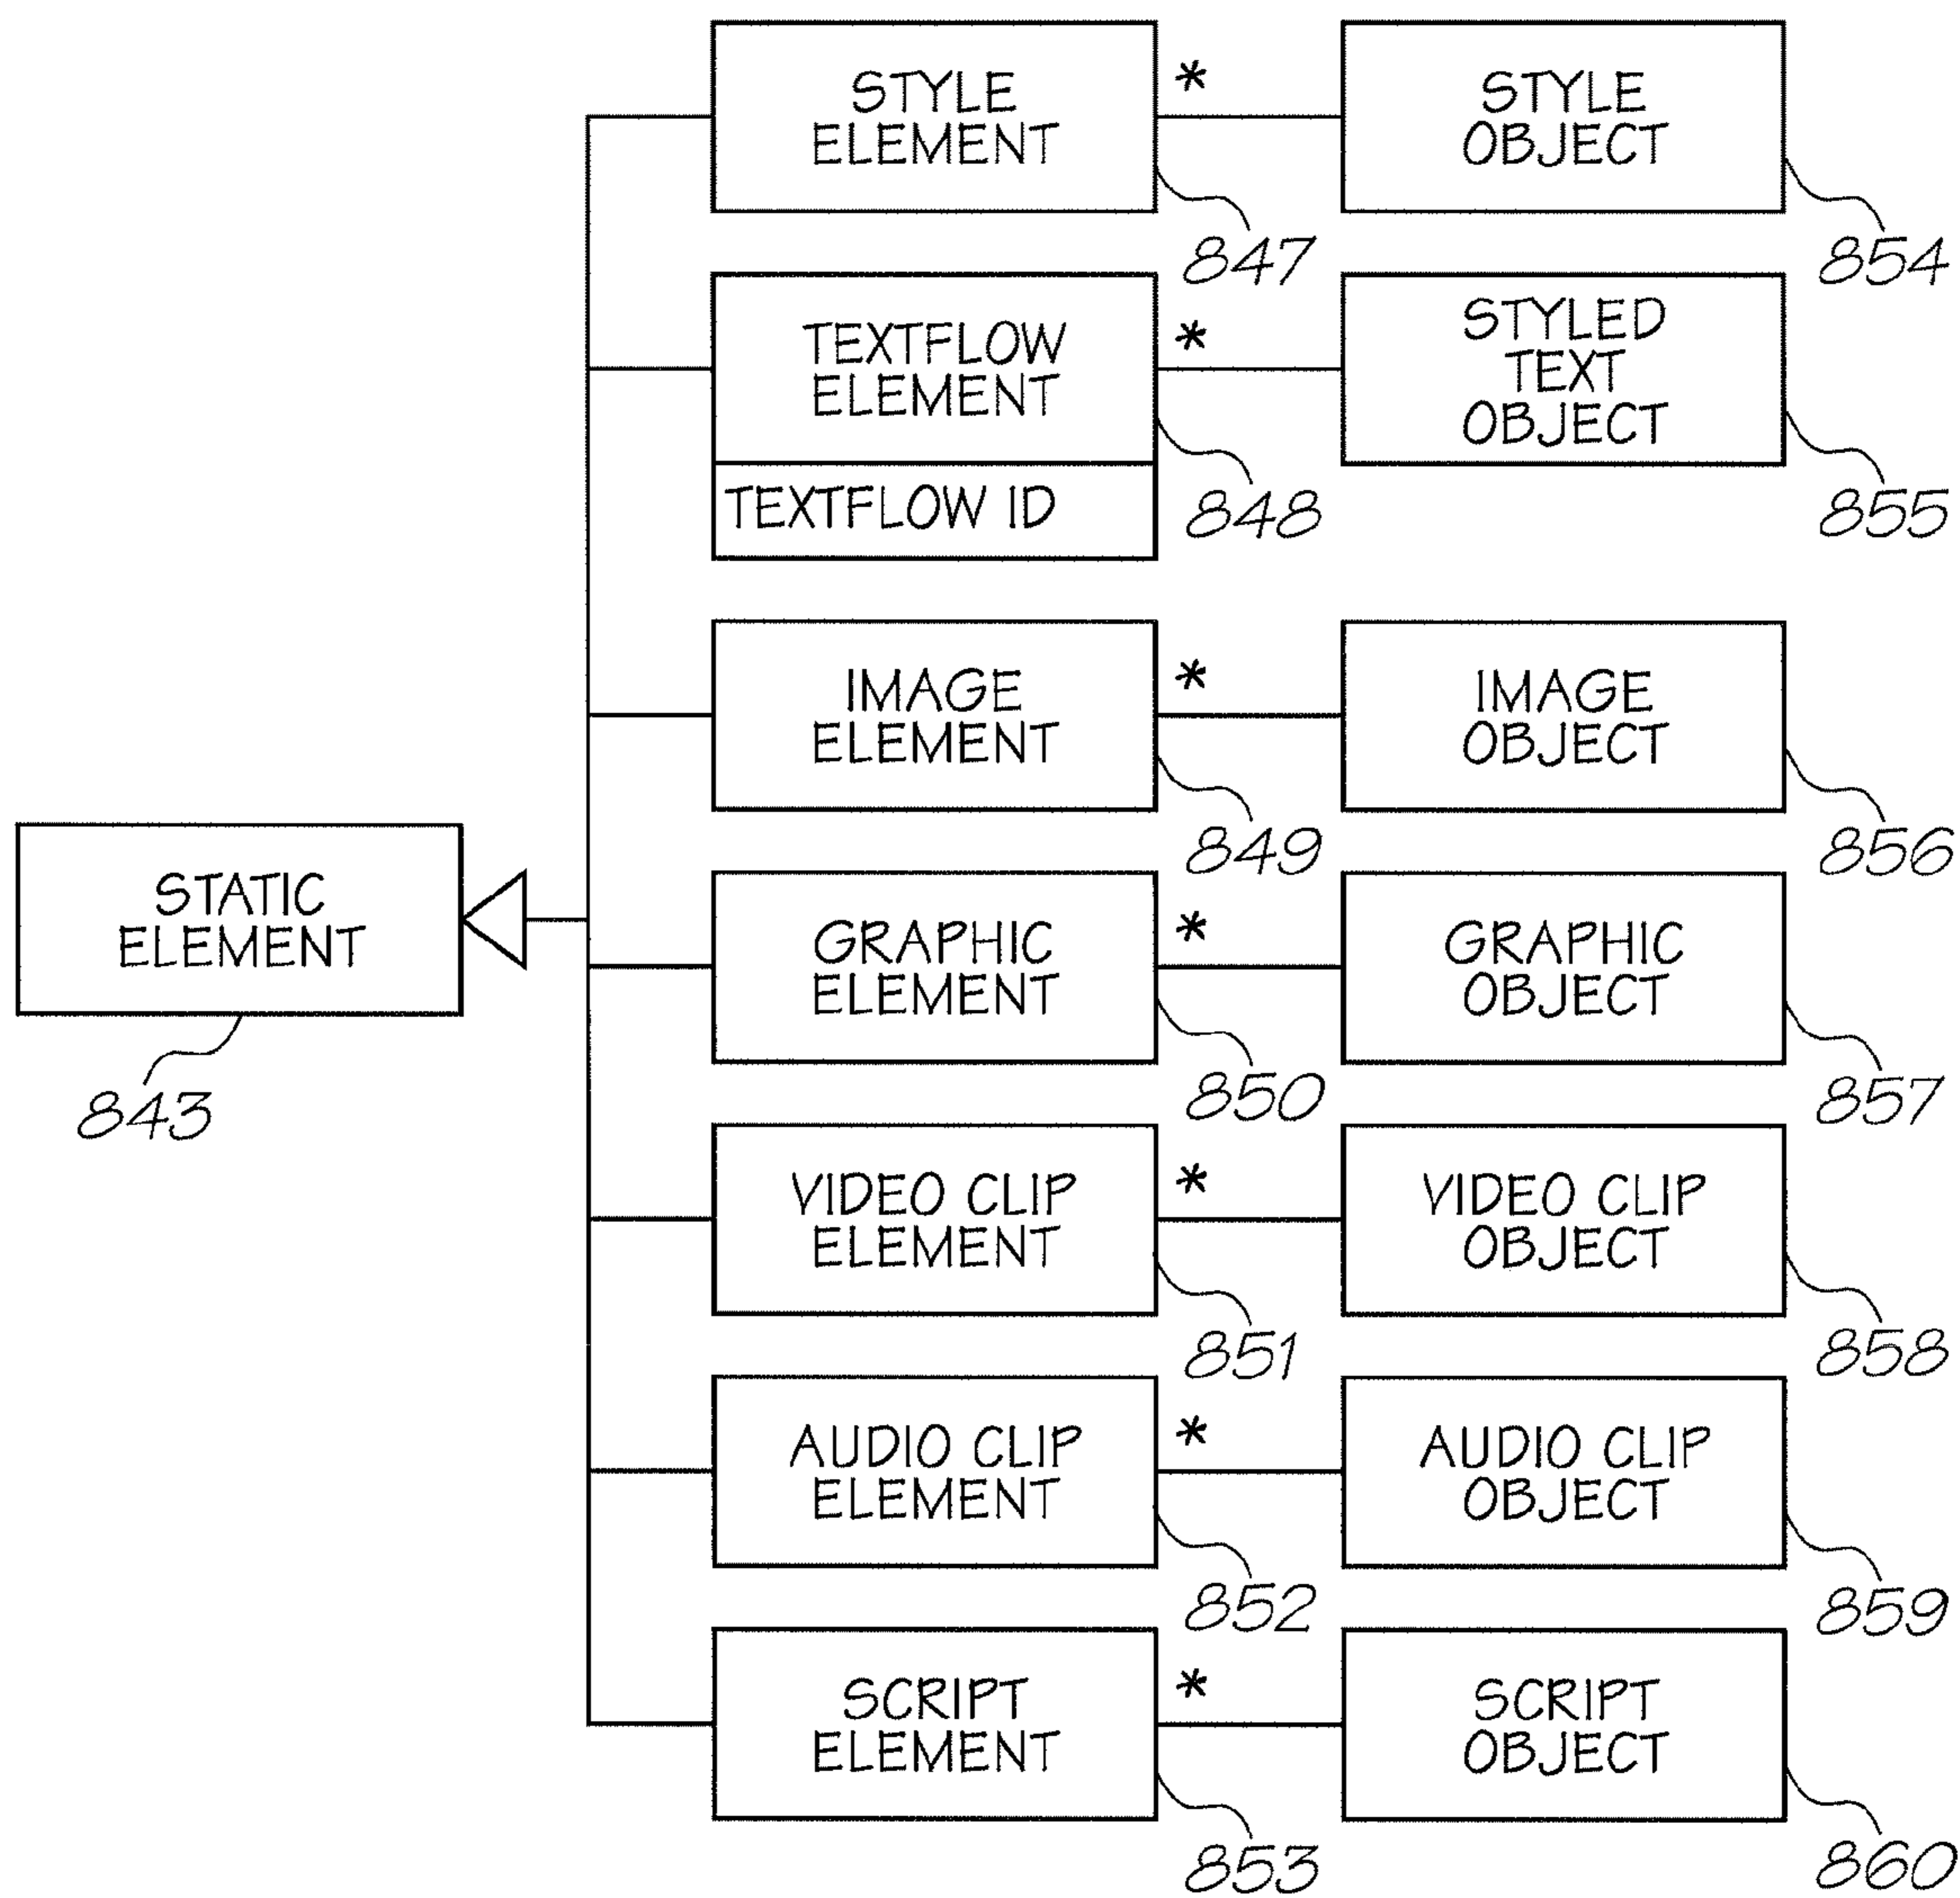 STYLE
ELEMENT
*
STYLE
OBJECT
847
854
TEXTFLOW
ELEMENT
*
STYLED
TEXT
OBJECT
TEXTFLOW ID
848
855
IMAGE
ELEMENT
*
IMAGE
OBJECT
849
856
STATIC
ELEMENT
843
GRAPHIC
ELEMENT
*
GRAPHIC
OBJECT
850
857
VIDEO CLIP
ELEMENT
*
VIDEO CLIP
OBJECT
851
858
AUDIO CLIP
ELEMENT
*
AUDIO CLIP
OBJECT
852
859
SCRIPT
ELEMENT
*
SCRIPT
OBJECT
853
860